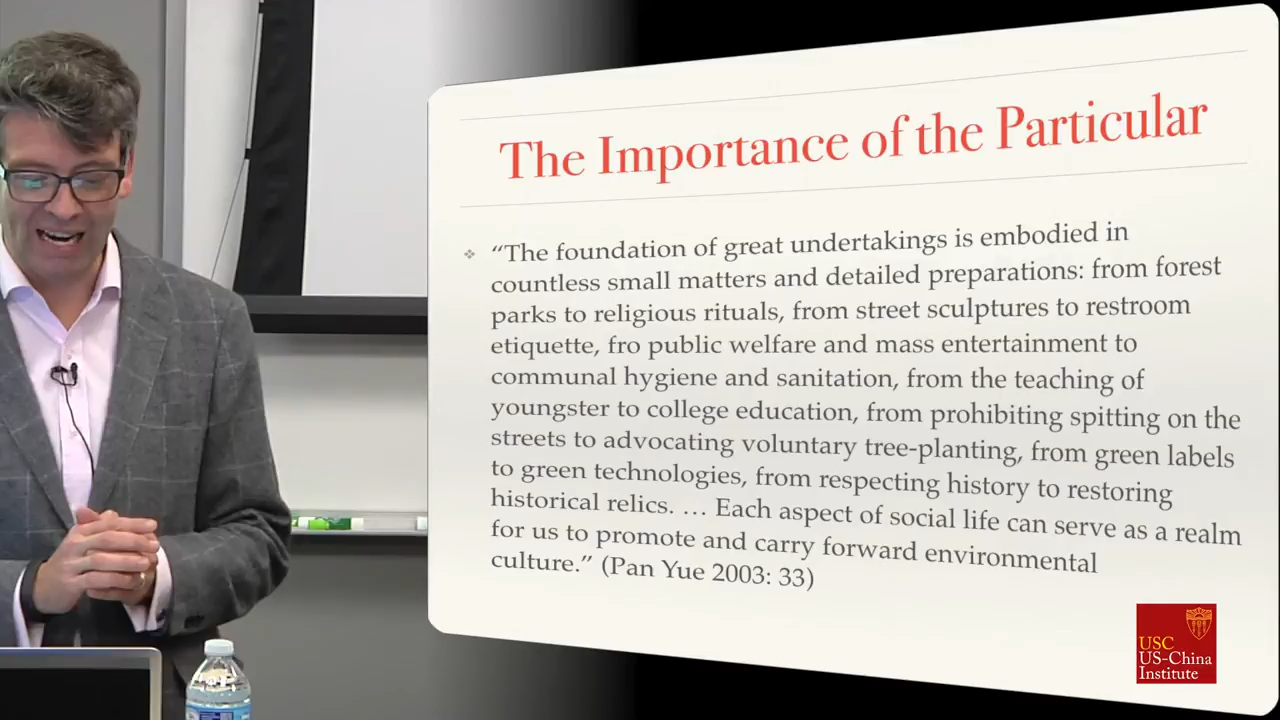 The Importance of the Particular
“The foundation of great undertakings is embodied in
countless small matters and detailed preparations: from forest
parks to religious rituals, from street sculptures to restroom
etiquette, fro public welfare and mass entertainment to
communal hygiene and sanitation, from the teaching of
youngster to college education, from prohibiting spitting on the
streets to advocating voluntary tree-planting, from green labels
to green technologies, from respecting history to restoring
historical relics. … Each aspect of social life can serve as a realm
for us to promote and carry forward environmental
culture.” (Pan Yue 2003: 33)
USC
US-China
Institute